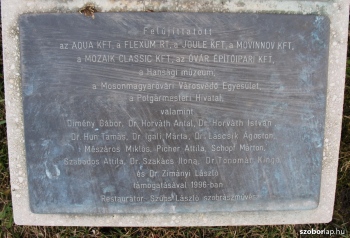 Felújíttatott
az AQUA KFT, a FLEXUM RT, a JGULE KFT, a MOVINNOV KFT,
a MOZAIK CLASSIC KFT, az ÓVÁR ÉPÍTŐIPARI KFT,
a Hansági múzeum,
a Mosonmagyaróvári Városvédő Egyesület,
a Polgármesteri Hivatal,
valamint
Dimény Gábor, Dr. Horváth Antal, Dr. Horváth István,
Dr. Hun Tamás, Dr. Igali Márta, Dr. Ágoston,
Mészáros Miklós, Picher Attila, Schopf Márton,
Szabados Attila, Dr. Szakács Ilona, Dr. Topomár Kinga
és Dr. Zimányi László
támogatásával 1996-ban
Restaurátor: László szobrászművész
szoborlap.hu